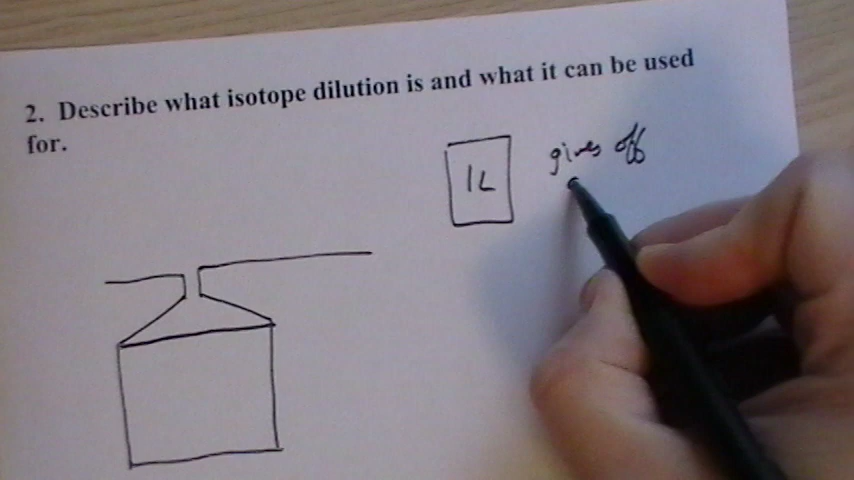 2. Describe what isotope dilution is and what it can be used
for.
1L gives off